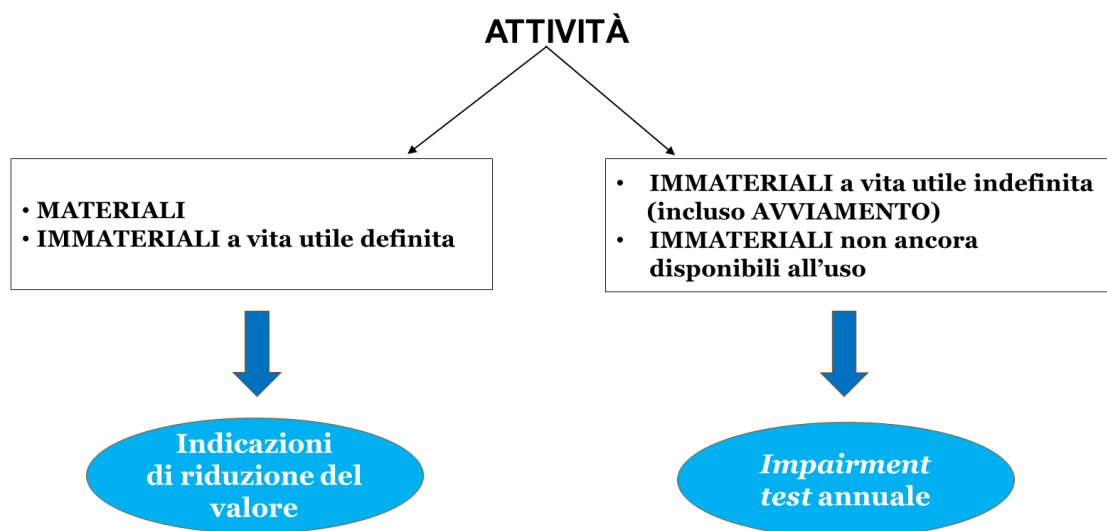 ATTIVITÀ
• MATERIALI
• IMMATERIALI a vita utile definita
• IMMATERIALI a vita utile indefinita
(incluso AVVIAMENTO)
• IMMATERIALI non ancora
disponibili all'uso
Indicazioni
di riduzione del
valore
Impairment
test annuale